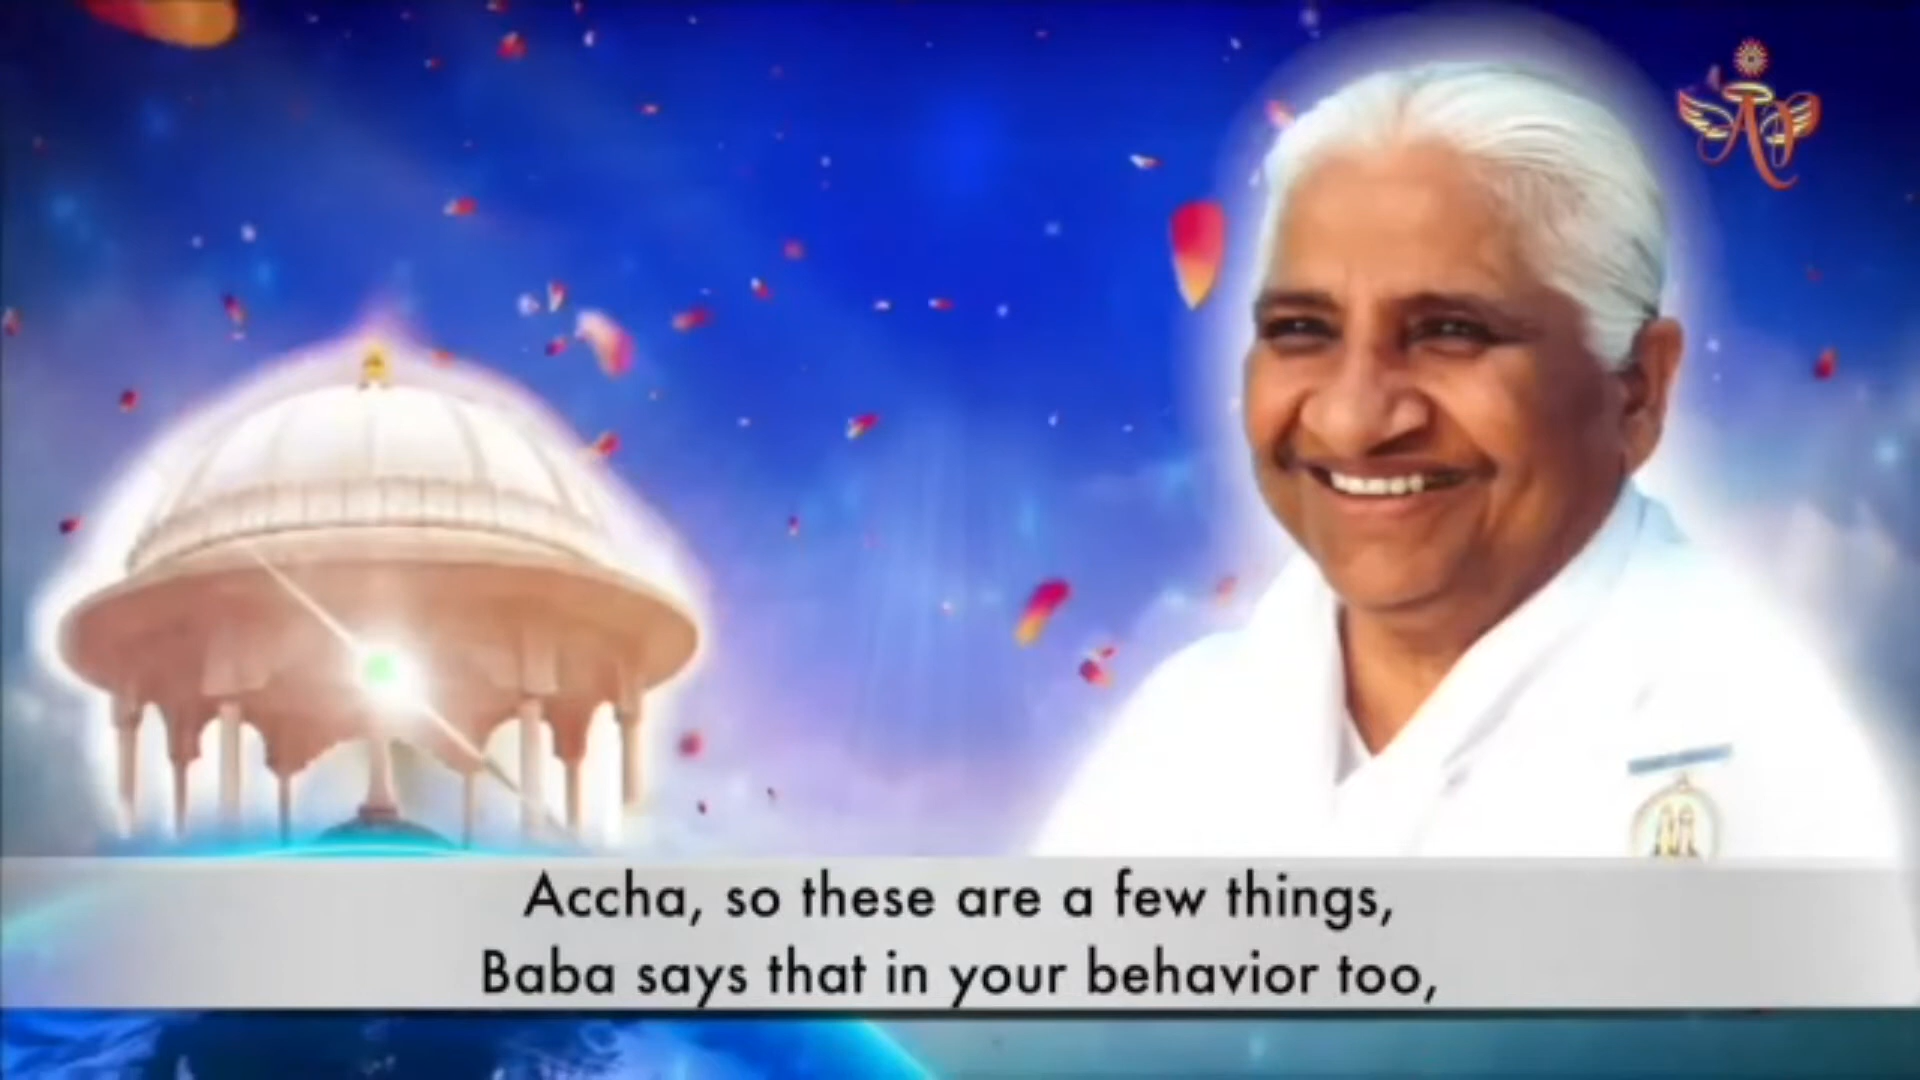 Accha, so these are a few things,
Baba says that in your behavior too,